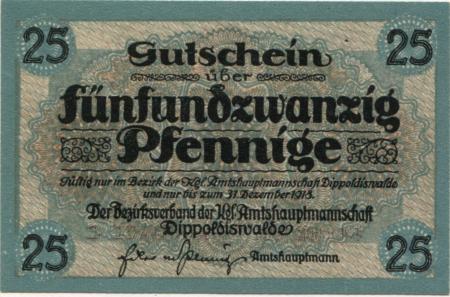 25 Gutschein 25
über
fünfundzwanzig
Pfennige
Gültig nur im Bezirk der Kgl. Amtshauptmannschaft Dippoldiswalde
und nur bis zum 31. Dezember 1918.
Der Bezirksverband der Kgl. Amtshauptmannschaft
Dippoldiswalde
25 Amtshauptmann 25